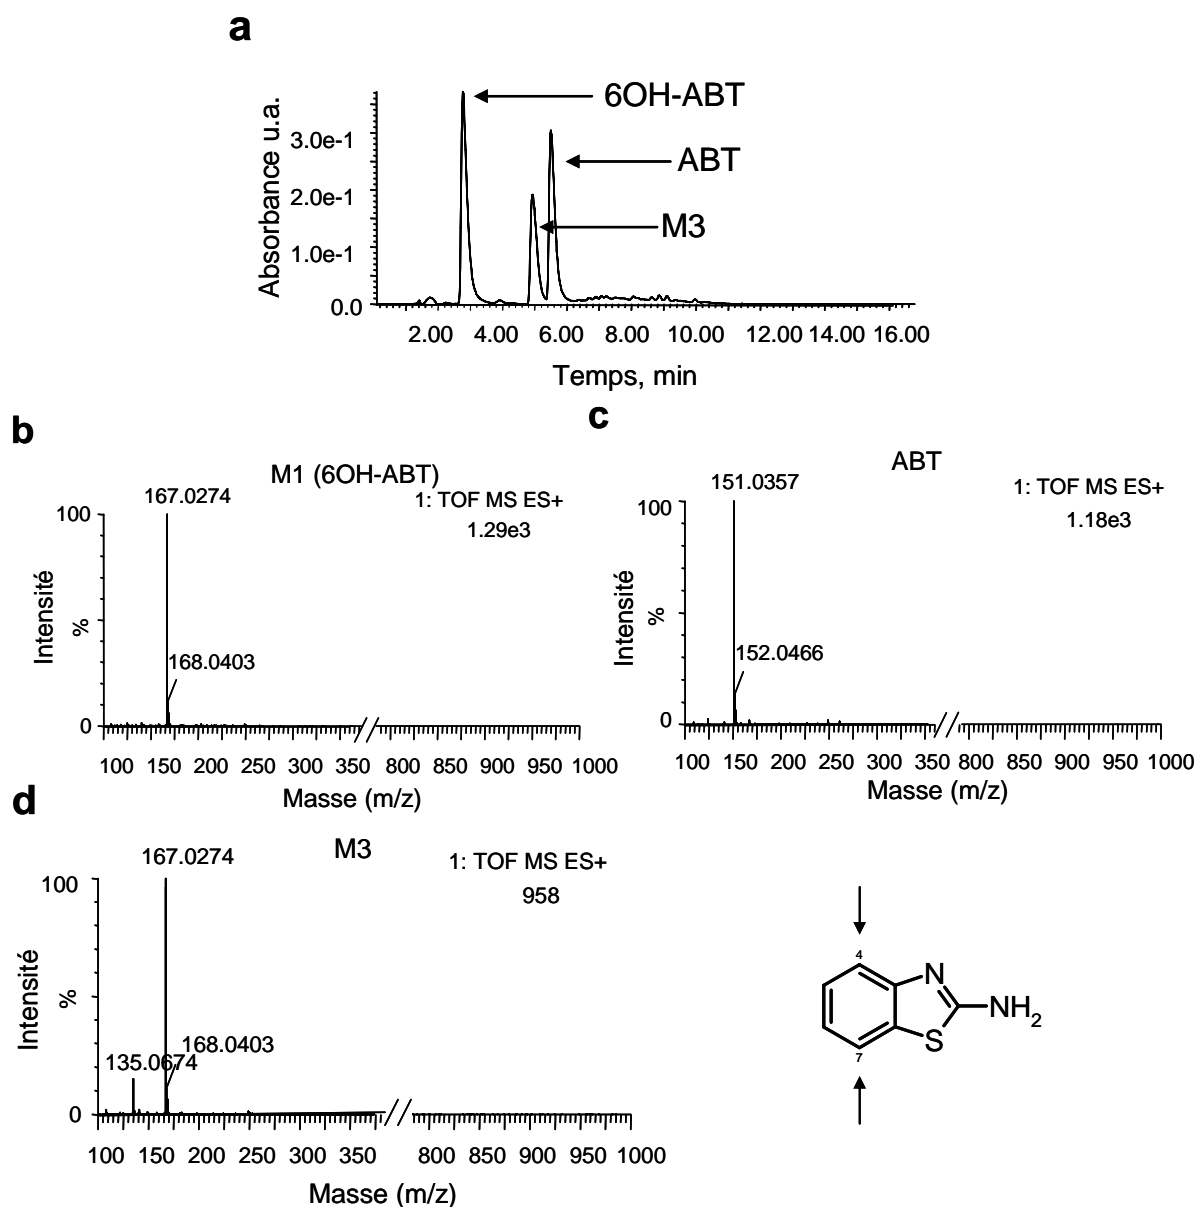 a
Absorbance u.a.
3.0e-1
2.0e-1
1.0e-1
0.0
6OH-ABT
ABT
M3
2.00 4.00 6.00 8.00 10.00 12.00 14.00 16.00
Temps, min
b
M1 (6OH-ABT)
167.0274
1: TOF MS ES+
1.29e3
100
Intensité
%
168.0403
0
100 150 200 250 300 350 800 850 900 950 1000
Masse (m/z)
c
ABT
151.0357
1: TOF MS ES+
1.18e3
100
Intensité
%
152.0466
0
100 150 200 250 300 350 800 850 900 950 1000
Masse (m/z)
d
M3
167.0274
1: TOF MS ES+
958
100
Intensité
%
168.0403
135.0674
0
100 150 200 250 300 350 800 850 900 950 1000
Masse (m/z)
4
N
NH2
S
7